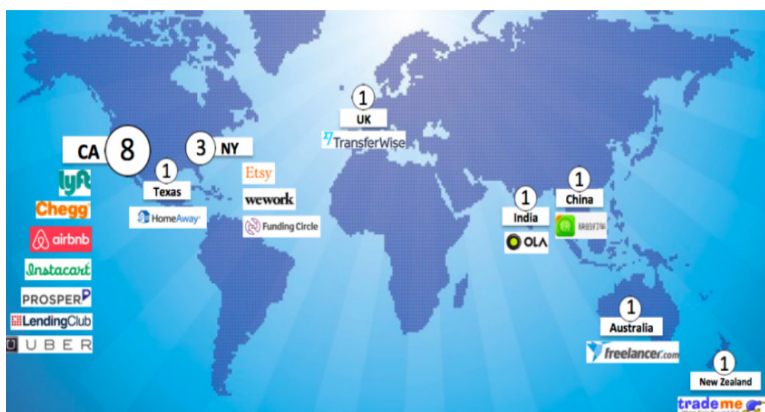 1
UK
TransferWise
CA 8
3 NY
1
Texas
HomeAway
Etsy
wework
Funding Circle
lyft
Chegg
airbnb
Instacart
PROSPER
LendingClub
UBER
1
India
OLA
1
China
1
Australia
freelancer.com
1
New Zealand
trademe